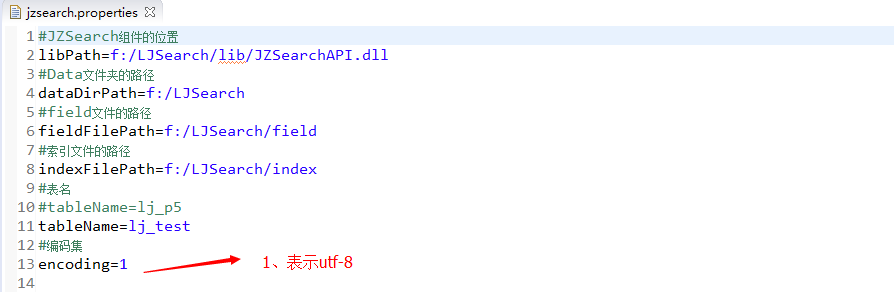 jzsearch.properties
1 #JZSearch组件的位置
2 libPath=f:/LJSearch/lib/JZSearchAPI.dll
3 #Data文件夹的路径
4 dataDirPath=f:/LJSearch
5 #field文件的路径
6 fieldFilePath=f:/LJSearch/field
7 #索引文件的路径
8 indexFilePath=f:/LJSearch/index
9 #表名
10 #tableName=lj_p5
11 tableName=lj_test
12 #编码集
13 encoding=1 1、表示utf-8
14